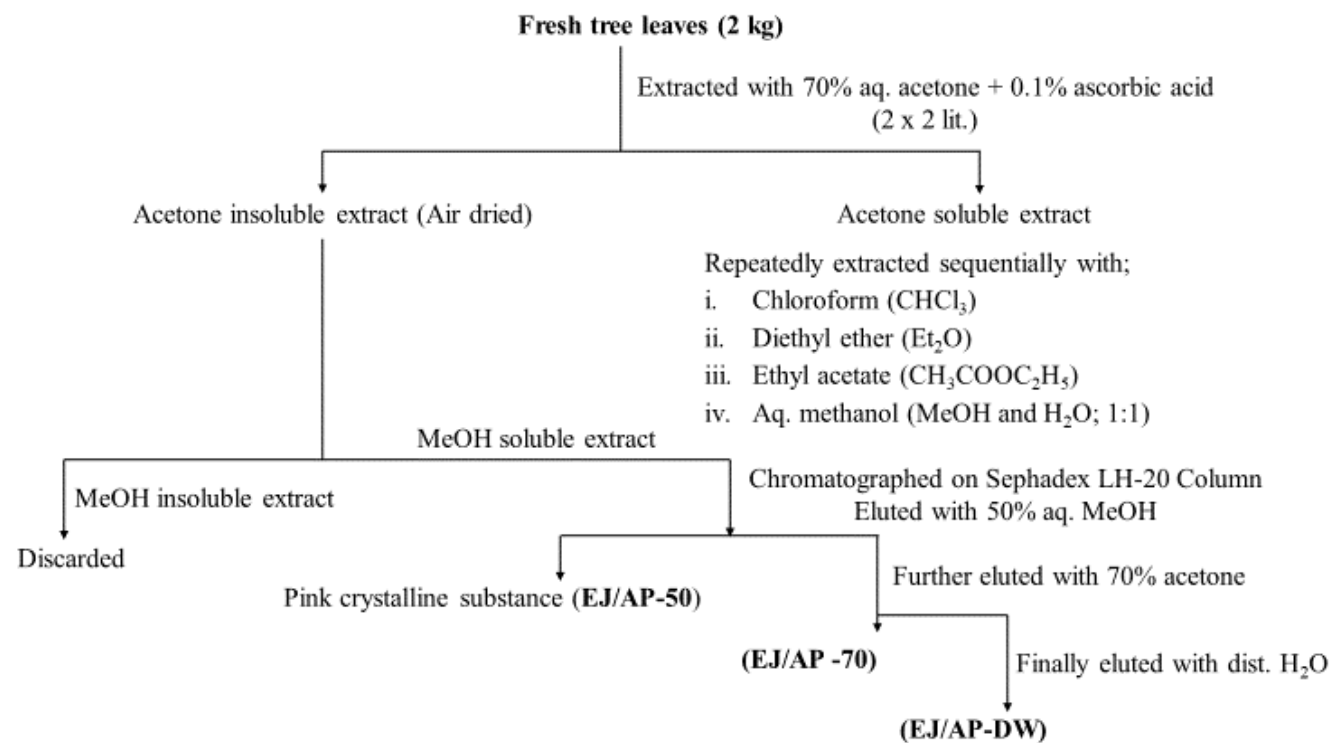 Fresh tree leaves (2 kg)
Extracted with 70% aq. acetone + 0.1% ascorbic acid
(2 x 2 lit.)
Acetone insoluble extract (Air dried)
Acetone soluble extract
Repeatedly extracted sequentially with;
i. Chloroform (CHCl₃)
ii. Diethyl ether (Et₂O)
iii. Ethyl acetate (CH₃COOC₂H₅)
iv. Aq. methanol (MeOH and H₂O; 1:1)
MeOH soluble extract
MeOH insoluble extract
Chromatographed on Sephadex LH-20 Column
Eluted with 50% aq. MeOH
Discarded
Pink crystalline substance (EJ/AP-50)
Further eluted with 70% acetone
(EJ/AP -70)
Finally eluted with dist. H₂O
(EJ/AP-DW)